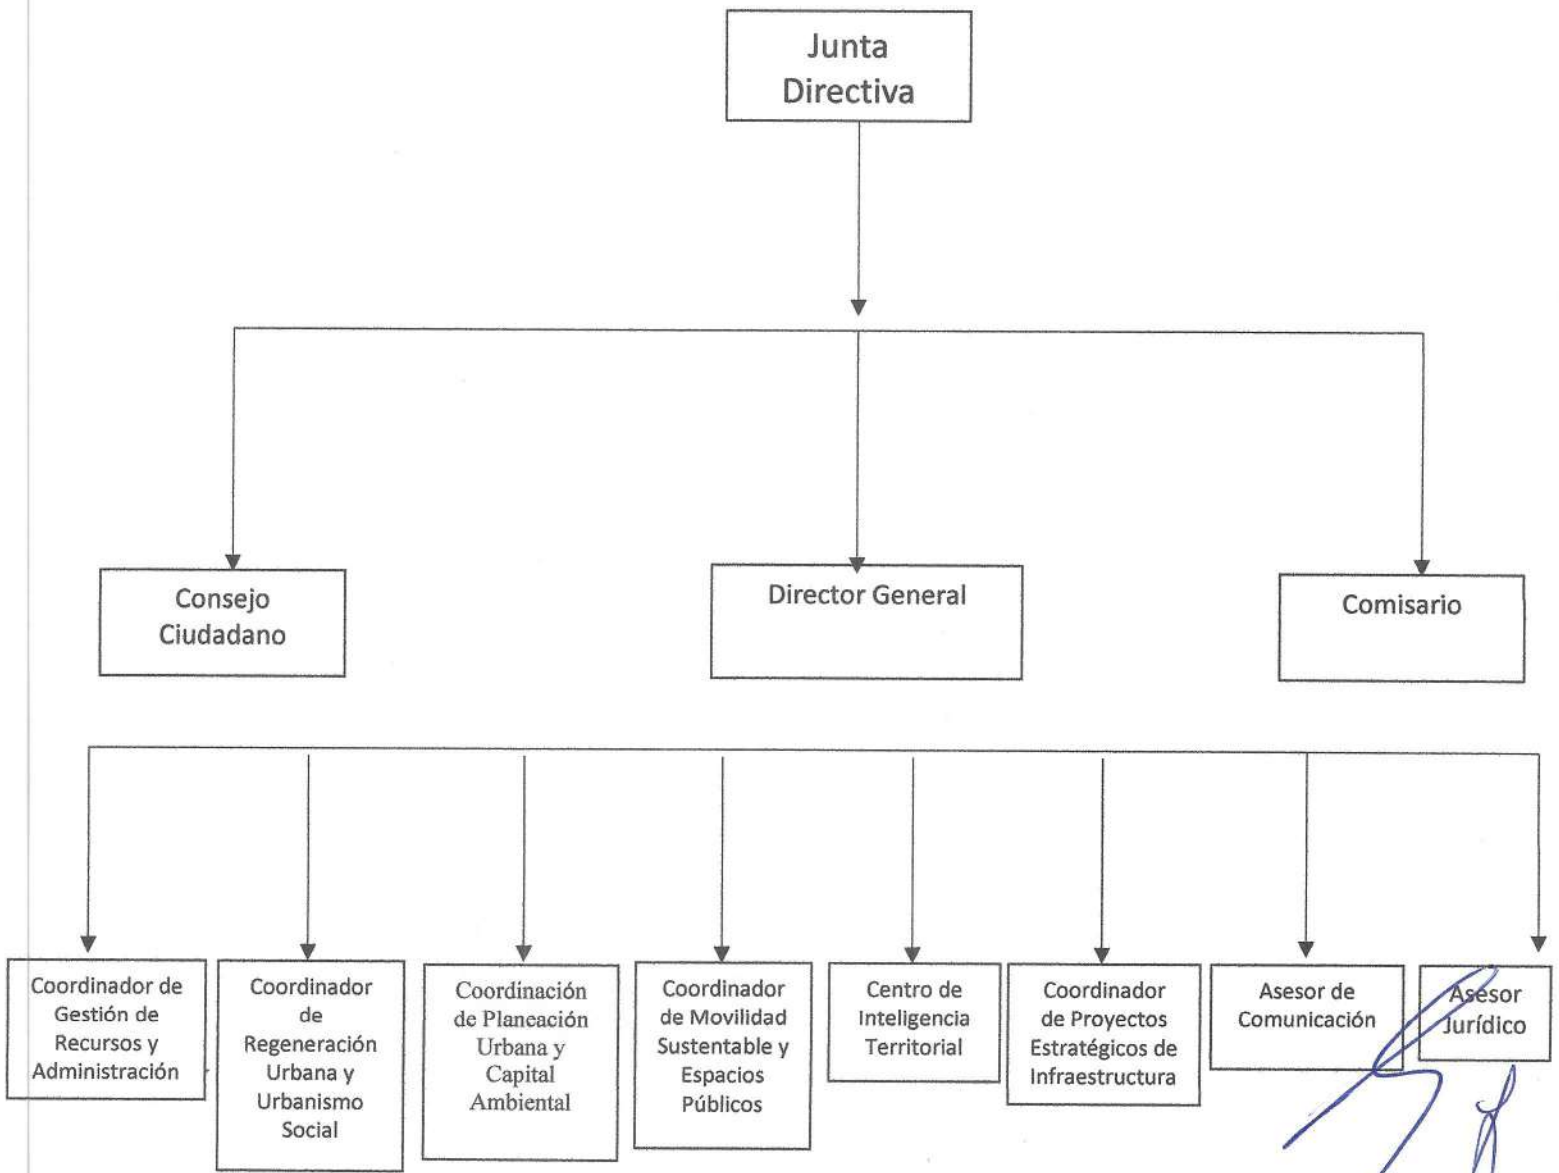 Junta
Directiva
Consejo
Ciudadano
Director General
Comisario
Coordinador de
Gestión de
Recursos y
Administración
Coordinador
de
Regeneración
Urbana y
Urbanismo
Social
Coordinación
de Planeación
Urbana y
Capital
Ambiental
Coordinador
de Movilidad
Sustentable y
Espacios
Públicos
Centro de
Inteligencia
Territorial
Coordinador
de Proyectos
Estratégicos de
Infraestructura
Asesor de
Comunicación
Asesor
Jurídico